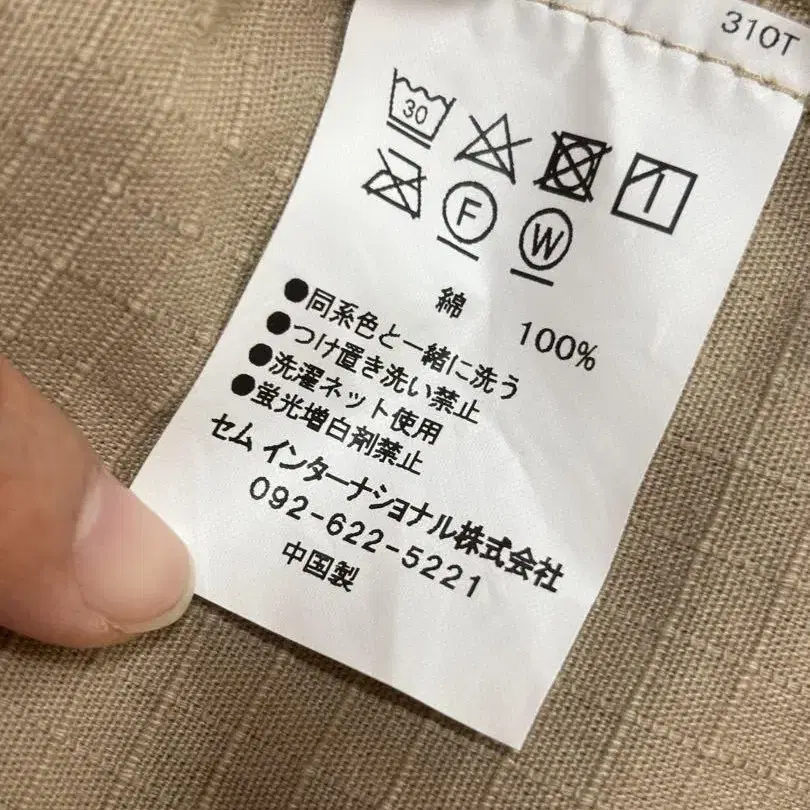 310T
30
F
W
綿 100%
●同系色と一緒に洗う
●つけ置き洗い禁止
●洗濯ネット使用
●蛍光増白剤禁止
セム インターナショナル株式会社
092-622-5221
中国製